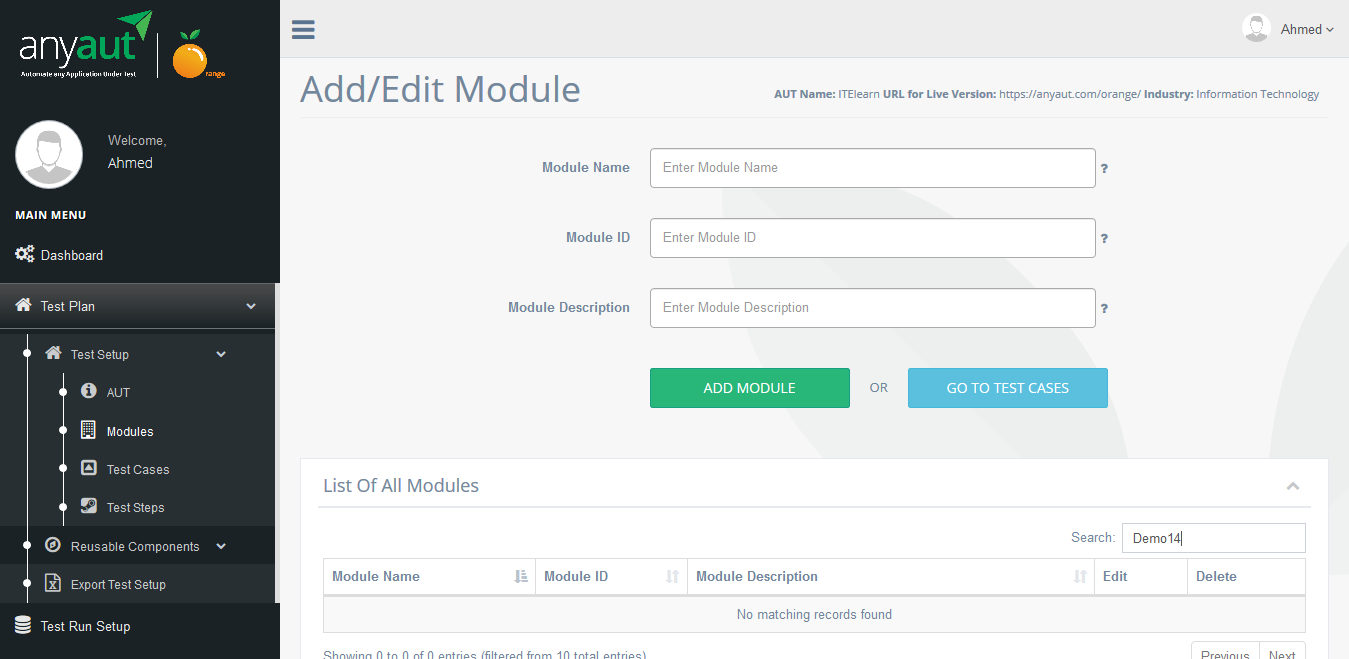 anyaut
Automate any Application Under Test
range
Ahmed
Welcome,
Ahmed
MAIN MENU
Dashboard
Test Plan
Test Setup
AUT
Modules
Test Cases
Test Steps
Reusable Components
Export Test Setup
Test Run Setup
Add/Edit Module
AUT Name: ITElearn URL for Live Version: https://anyaut.com/orange/ Industry: Information Technology
Module Name Enter Module Name ?
Module ID Enter Module ID ?
Module Description Enter Module Description ?
ADD MODULE OR GO TO TEST CASES
List Of All Modules
Search: Demo14
Module Name Module ID Module Description Edit Delete
No matching records found
Showing 0 to 0 of 0 entries (filtered from 10 total entries) Previous Next